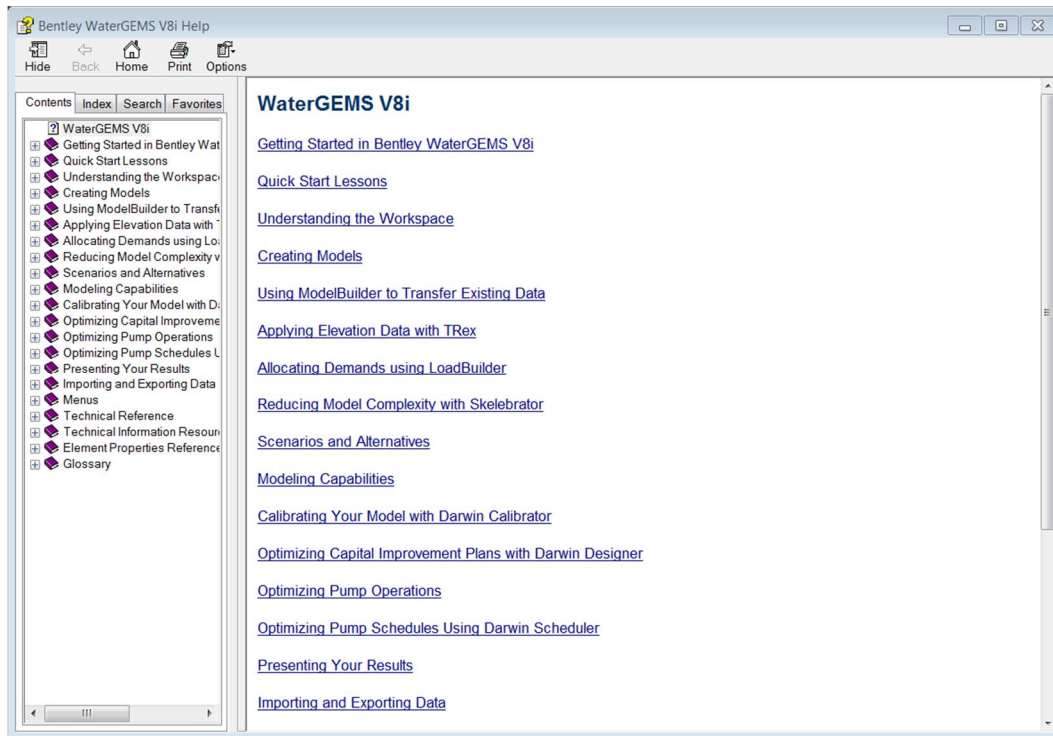 Bentley WaterGEMS V8i Help
Hide Back Home Print Options
Contents Index Search Favorites
WaterGEMS V8i
Getting Started in Bentley Wat
Quick Start Lessons
Understanding the Workspac
Creating Models
Using ModelBuilder to Transf
Applying Elevation Data with T
Allocating Demands using Lo
Reducing Model Complexity v
Scenarios and Alternatives
Modeling Capabilities
Calibrating Your Model with D
Optimizing Capital Improveme
Optimizing Pump Operations
Optimizing Pump Schedules U
Presenting Your Results
Importing and Exporting Data
Menus
Technical Reference
Technical Information Resour
Element Properties Reference
Glossary
WaterGEMS V8i
Getting Started in Bentley WaterGEMS V8i
Quick Start Lessons
Understanding the Workspace
Creating Models
Using ModelBuilder to Transfer Existing Data
Applying Elevation Data with TRex
Allocating Demands using LoadBuilder
Reducing Model Complexity with Skelebrator
Scenarios and Alternatives
Modeling Capabilities
Calibrating Your Model with Darwin Calibrator
Optimizing Capital Improvement Plans with Darwin Designer
Optimizing Pump Operations
Optimizing Pump Schedules Using Darwin Scheduler
Presenting Your Results
Importing and Exporting Data